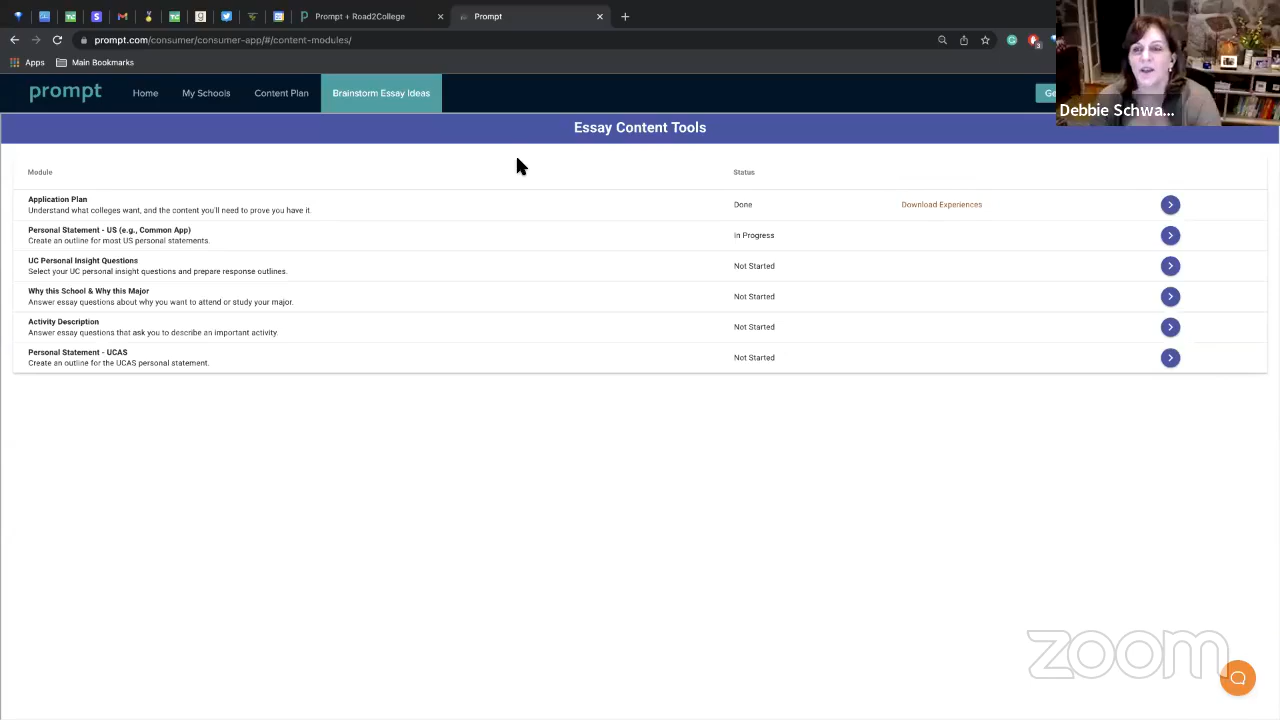 Prompt + Road2College
Prompt
prompt.com/consumer/consumer-app/#/content-modules/
3
Apps
Main Bookmarks
prompt
Home
My Schools
Content Plan
Brainstorm Essay Ideas
Ge
Debbie Schwa...
Essay Content Tools
Module
Status
Application Plan
Understand what colleges want, and the content you'll need to prove you have it.
Done
Download Experiences
Personal Statement - US (e.g., Common App)
Create an outline for most US personal statements.
In Progress
UC Personal Insight Questions
Select your UC personal insight questions and prepare response outlines.
Not Started
Why this School & Why this Major
Answer essay questions about why you want to attend or study your major.
Not Started
Activity Description
Answer essay questions that ask you to describe an important activity.
Not Started
Personal Statement - UCAS
Create an outline for the UCAS personal statement.
Not Started
zoom